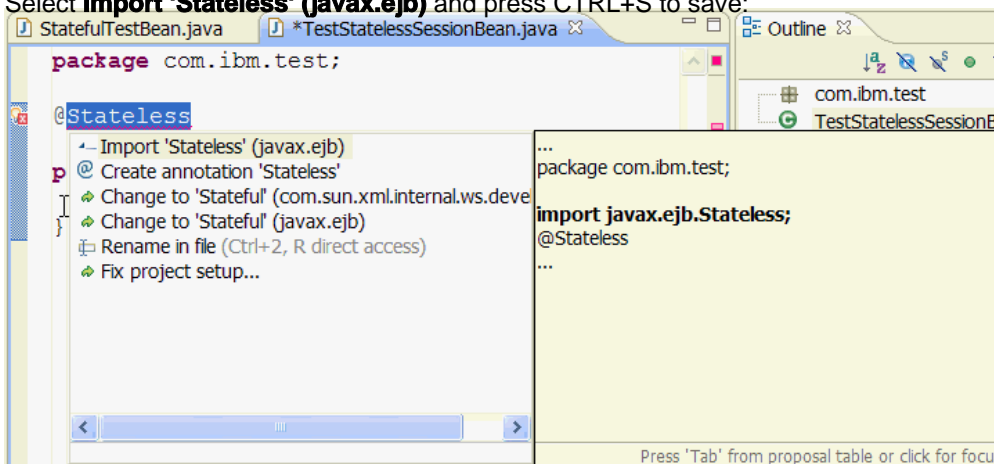 Select Import 'Stateless' (javax.ejb) and press CTRL+S to save:
StatefulTestBean.java *TestStatelessSessionBean.java Outline
package com.ibm.test;
com.ibm.test
@Stateless
TestStatelessSessionB
Import 'Stateless' (javax.ejb)
@ Create annotation 'Stateless'
Change to 'Stateful' (com.sun.xml.internal.ws.deve
Change to 'Stateful' (javax.ejb)
Rename in file (Ctrl+2, R direct access)
Fix project setup...
p
}
...
package com.ibm.test;
import javax.ejb.Stateless;
@Stateless
...
Press 'Tab' from proposal table or click for focu